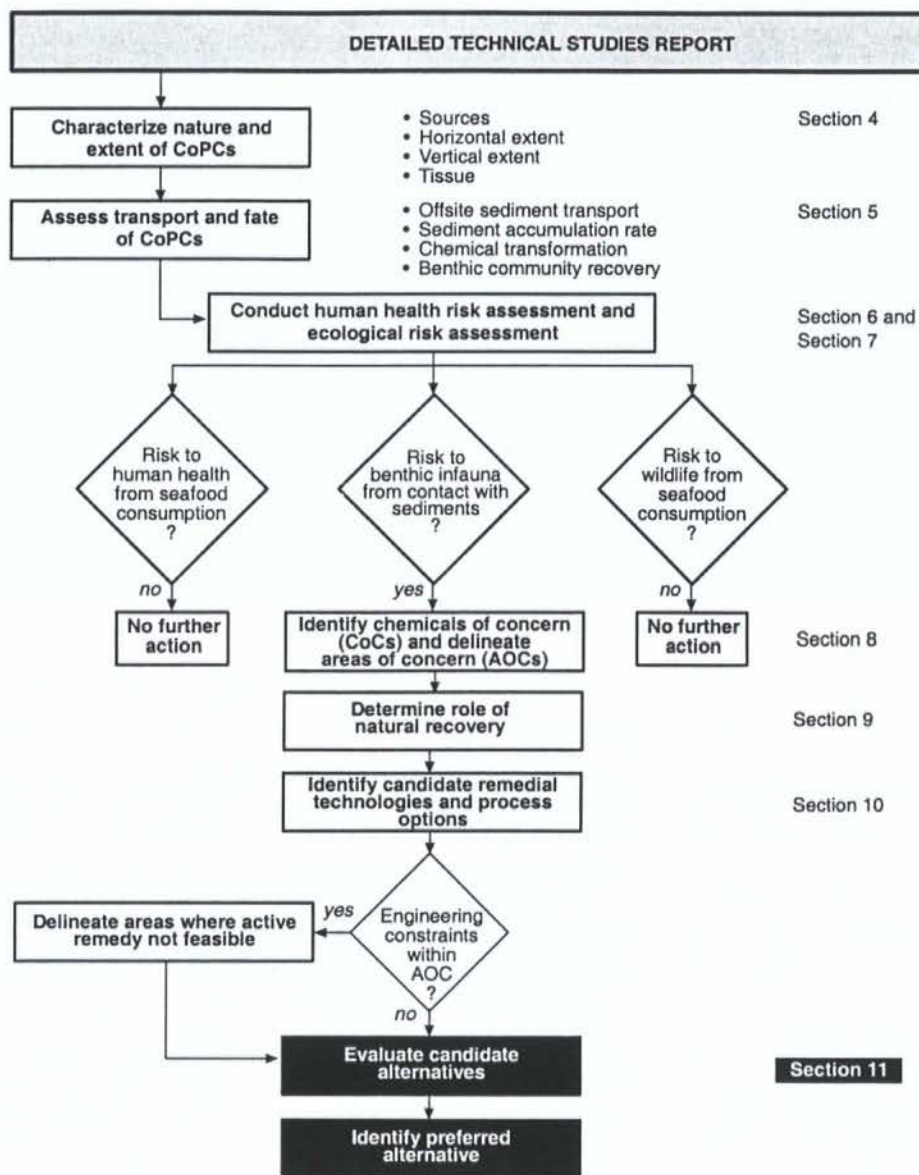 DETAILED TECHNICAL STUDIES REPORT
Characterize nature and
extent of CoPCs
• Sources
• Horizontal extent
• Vertical extent
• Tissue
Section 4
Assess transport and fate
of CoPCs
• Offsite sediment transport
• Sediment accumulation rate
• Chemical transformation
• Benthic community recovery
Section 5
Conduct human health risk assessment and
ecological risk assessment
Section 6 and
Section 7
Risk to
human health
from seafood
consumption
?
Risk to
benthic infauna
from contact with
sediments
?
Risk to
wildlife from
seafood
consumption
?
no
yes
no
No further
action
Identify chemicals of concern
(CoCs) and delineate
areas of concern (AOCs)
No further
action
Section 8
Determine role of
natural recovery
Section 9
Identify candidate remedial
technologies and process
options
Section 10
Engineering
constraints
within
AOC
?
yes
Delineate areas where active
remedy not feasible
no
Evaluate candidate
alternatives
Section 11
Identify preferred
alternative